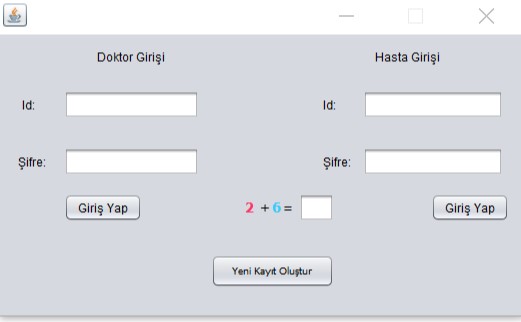 Doktor Girişi Hasta Girişi
Id: Id:
Şifre: Şifre:
Giriş Yap 2 + 6 = Giriş Yap
Yeni Kayıt Oluştur